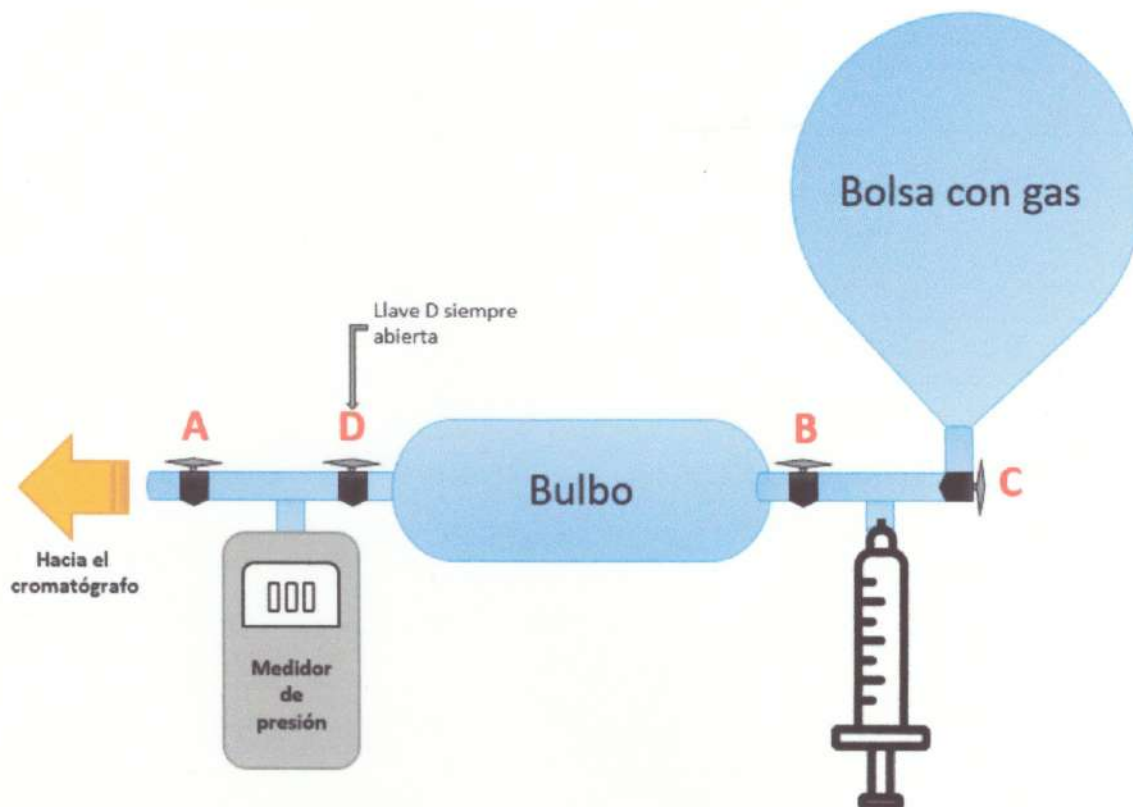 Bolsa con gas
Llave D siempre
abierta
A
D
B
C
Bulbo
Hacia el
cromatógrafo
000
Medidor
de
presión